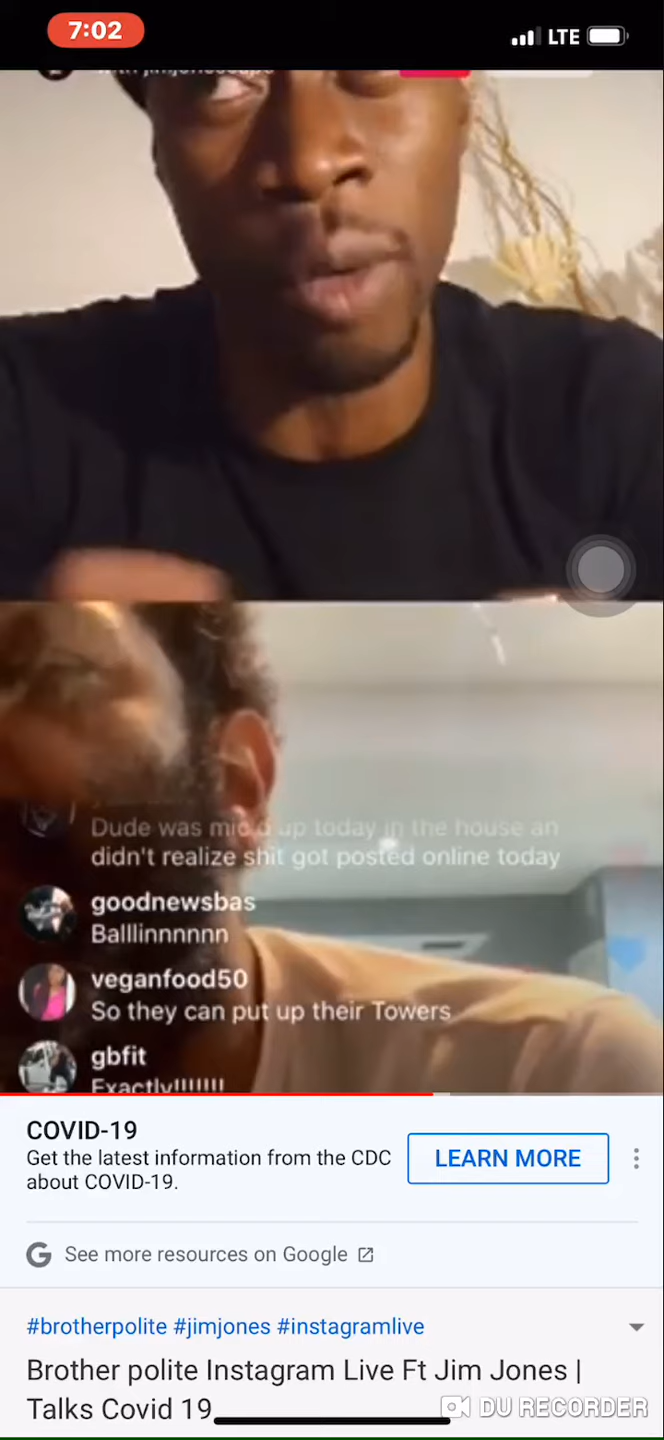 7:02
LTE
Dude was mic'd up today in the house an
didn't realize shit got posted online today
goodnewsbas
Balllinnnnnn
veganfood50
So they can put up their Towers
gbfit
Exactly!!!!!!!
COVID-19
Get the latest information from the CDC
about COVID-19.
LEARN MORE
G See more resources on Google
#brotherpolite #jimjones #instagramlive
Brother polite Instagram Live Ft Jim Jones |
Talks Covid 19
DU RECORDER